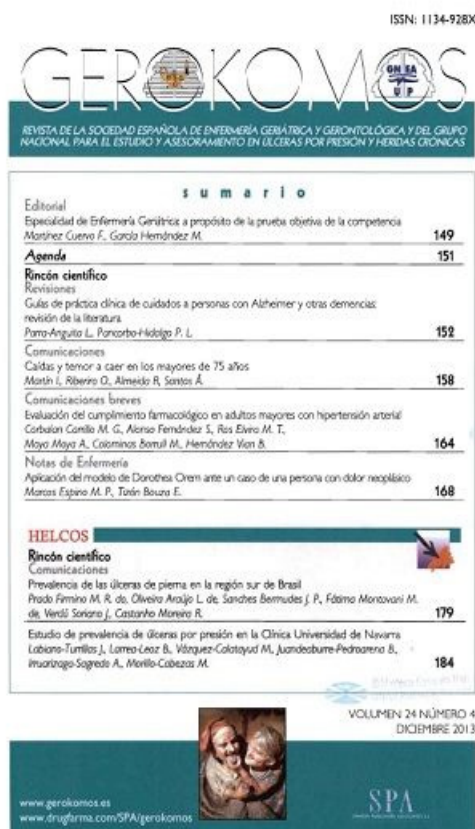 ISSN: 1134-928X
GEROKOMOS
GNEAUPP
REVISTA DE LA SOCIEDAD ESPAÑOLA DE ENFERMERÍA GERIÁTRICA Y GERONTOLÓGICA Y DEL GRUPO
NACIONAL PARA EL ESTUDIO Y ASESORAMIENTO EN ÚLCERAS POR PRESIÓN Y HERIDAS CRÓNICAS
sumario
Editorial
Especialidad de Enfermería Geriátrica: a propósito de la prueba objetiva de la competencia
Martínez Cuervo F., García Hernández M. 149
Agenda 151
Rincón científico
Revisiones
Guías de práctica clínica de cuidados a personas con Alzheimer y otras demencias:
revisión de la literatura
Parra-Anguita L., Pancorbo-Hidalgo P. L. 152
Comunicaciones
Caídas y temor a caer en los mayores de 75 años
Martín I., Ribeiro O., Almeida R., Santos Á. 158
Comunicaciones breves
Evaluación del cumplimiento farmacológico en adultos mayores con hipertensión arterial
Corbalán Carrillo M. G., Alonso Fernández S., Ras Elvira M. T.,
Moya Moya A., Colominas Borrull M., Hernández Vian B. 164
Notas de Enfermería
Aplicación del modelo de Dorothea Orem ante un caso de una persona con dolor neoplásico
Marcos Espino M. P., Tizón Bouza E. 168
HELCOS
Rincón científico
Comunicaciones
Prevalencia de las úlceras de pierna en la región sur de Brasil
Prado Firmino M. R. do, Oliveira Araújo L. de, Sanches Bermudes J. P., Fátima Mantovani M.
de, Verdú Soriano J., Castanho Moreira R. 179
Estudio de prevalencia de úlceras por presión en la Clínica Universidad de Navarra
Labiano-Turrillas J., Larrea-Leoz B., Vázquez-Calatayud M., Juandeaburre-Pedroarena B.,
Iruarizaga-Sagredo A., Morillo-Cabezas M. 184
VOLUMEN 24 NÚMERO 4
DICIEMBRE 2013
www.gerokomos.es
www.drugfarma.com/SPA/gerokomos
SPA